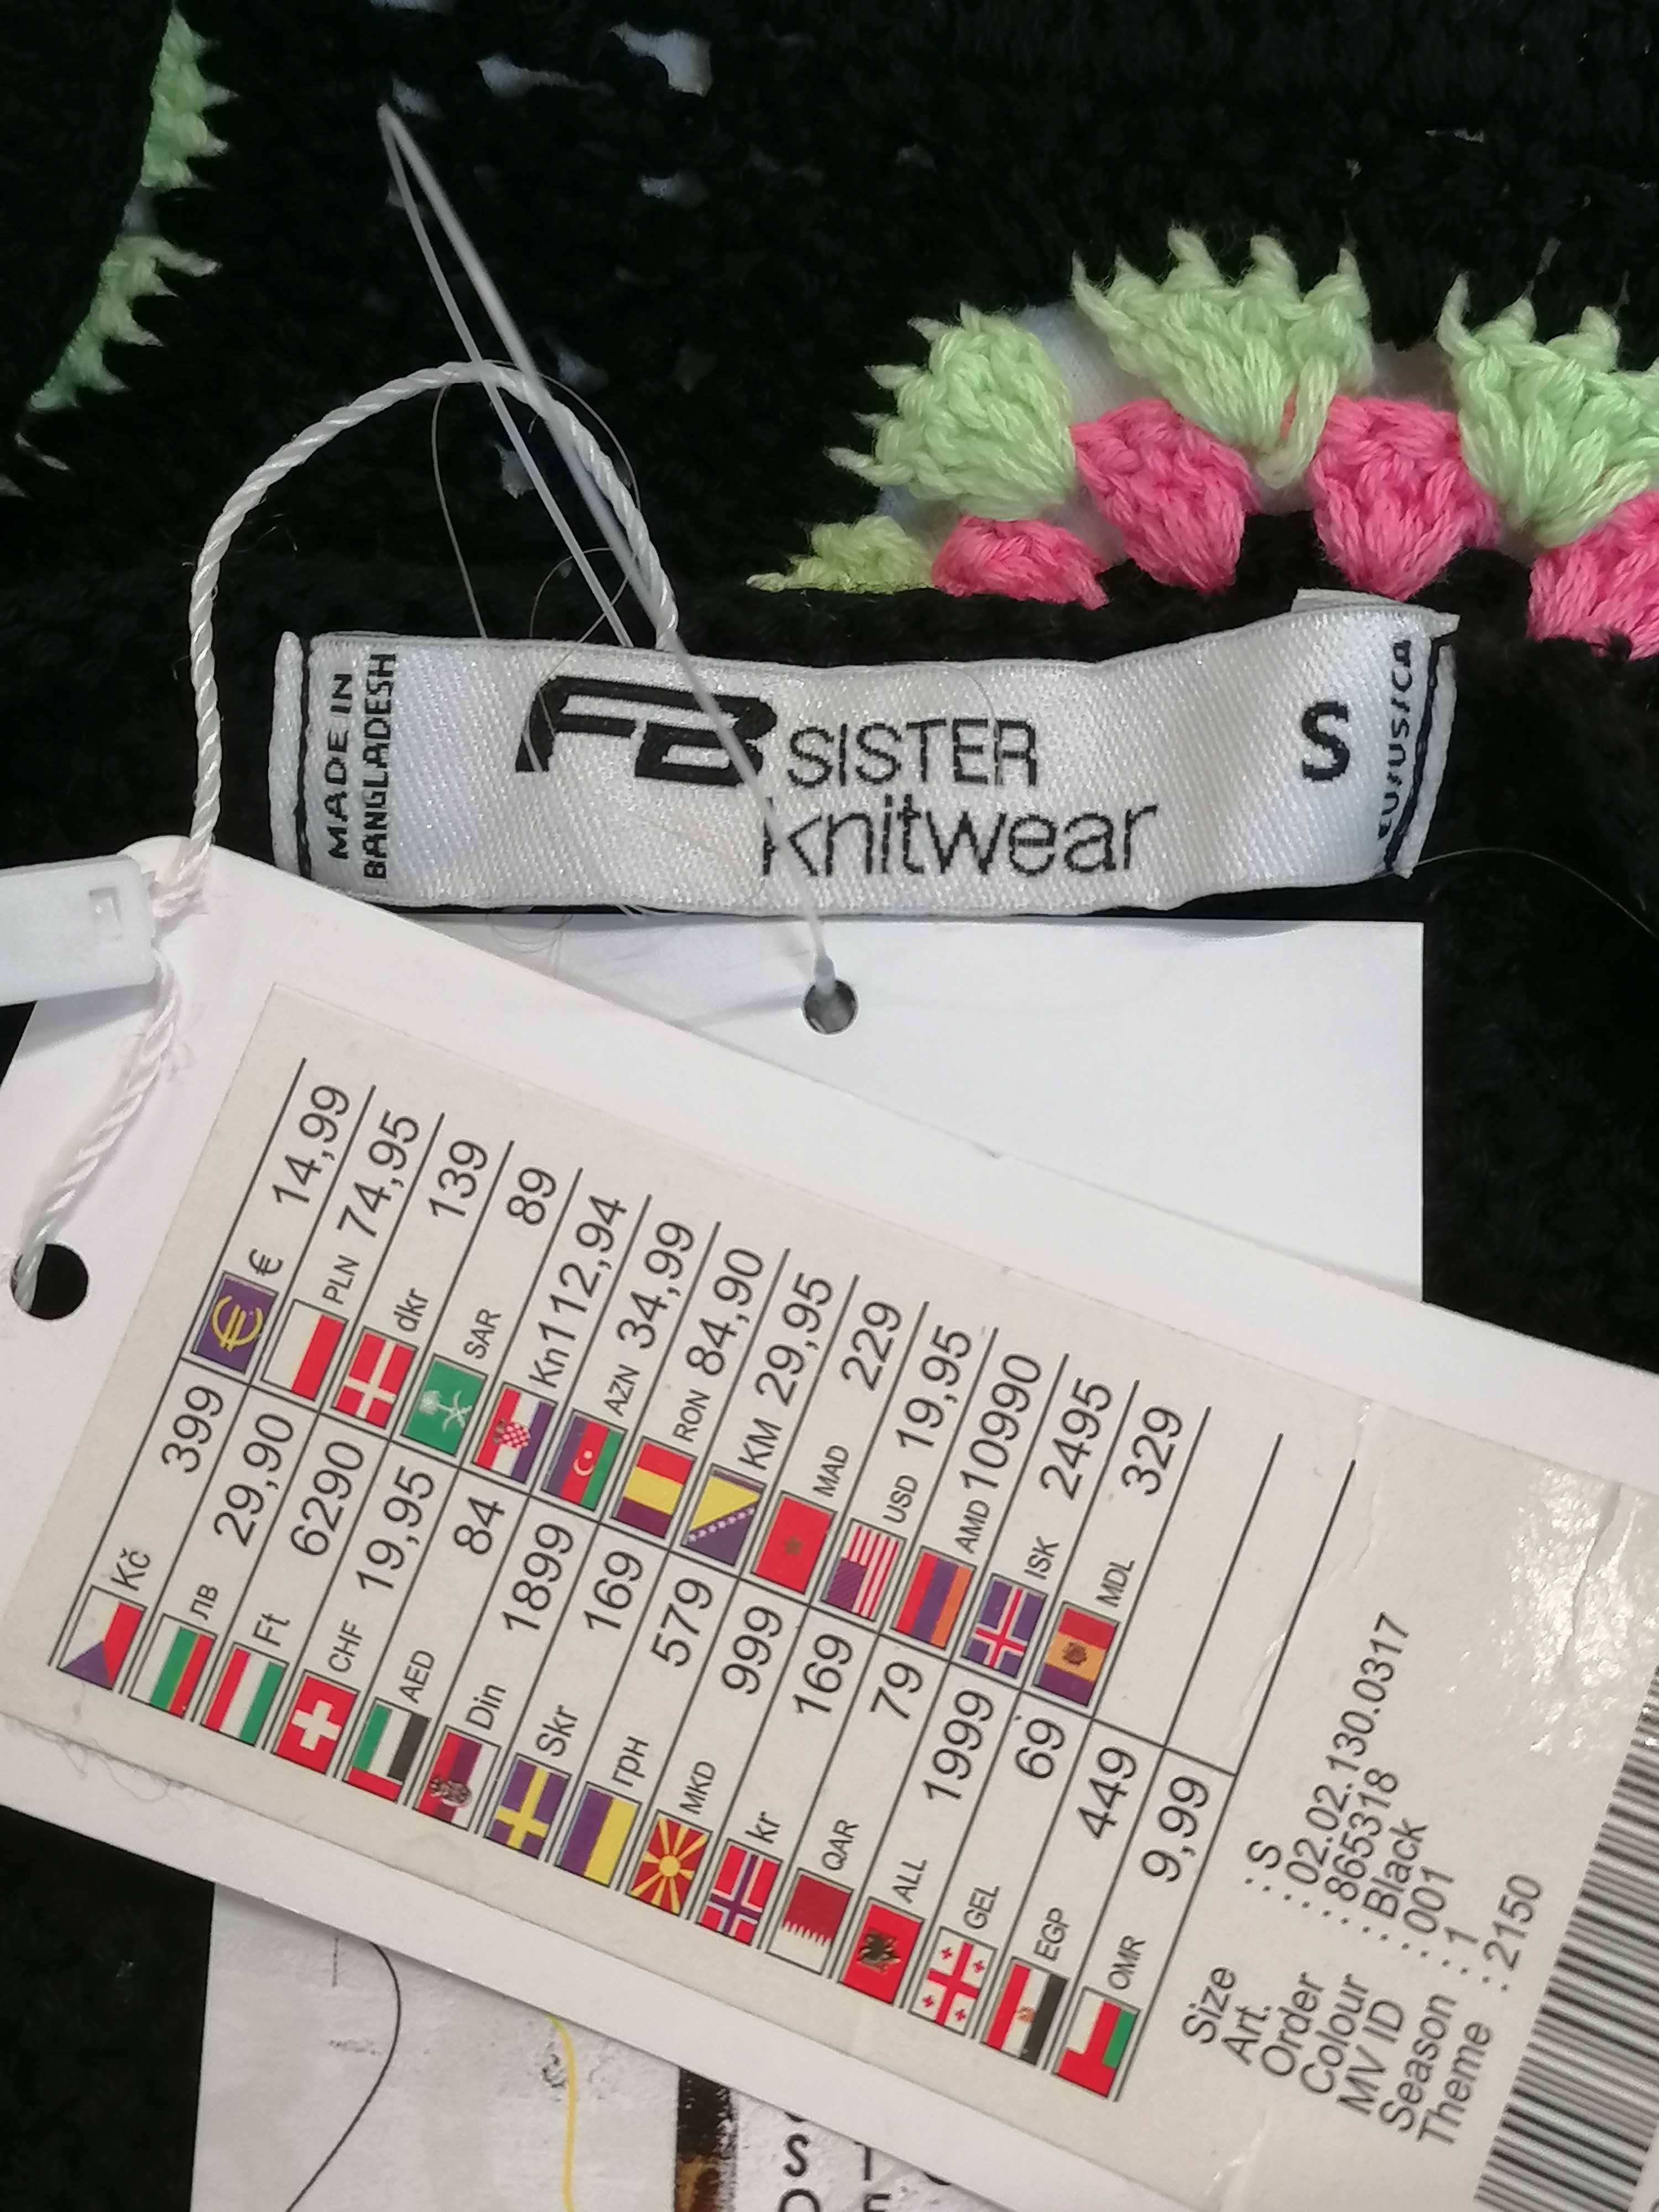 MADE IN
BANGLADESH
FB SISTER
knitwear
S
EU/US/CA
Kč 399
€ 14,99
лв 29,90
PLN 74,95
Ft 6290
dkr 139
CHF 19,95
SAR 89
AED 84
Kn 112,94
Din 1899
AZN 34,99
Skr 169
RON 84,90
грн 579
KM 29,95
MKD 999
MAD 229
kr 169
USD 19,95
QAR 79
AMD 10990
ALL 1999
ISK 2495
GEL 69
MDL 329
EGP 449
OMR 9,99
Size : S
Art. : 02.02.130.0317
Order : 865318
Colour : Black
MV ID : 001
Season : 1
Theme : 2150